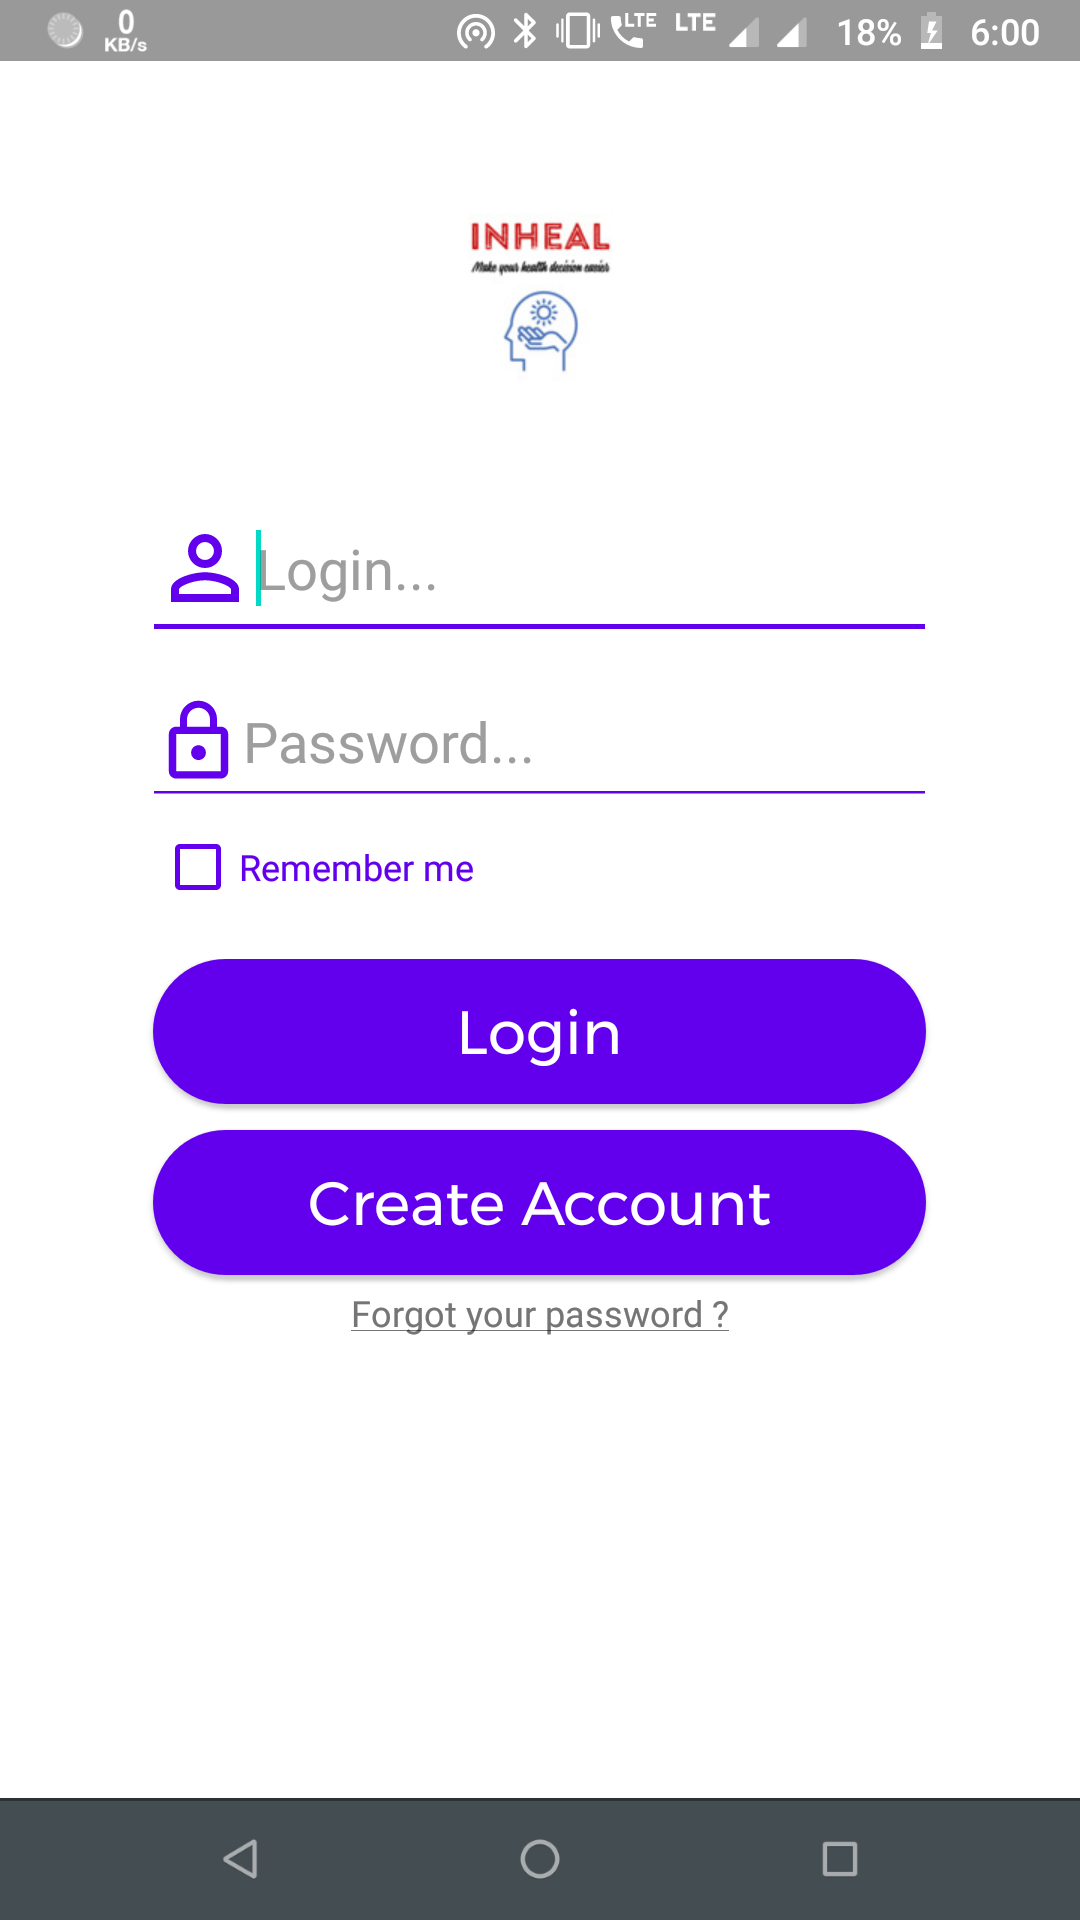 0
KB/s
LTE
LTE
18%
6:00
INHEAL
Make your health decision easier
Login...
Password...
Remember me
Login
Create Account
Forgot your password ?